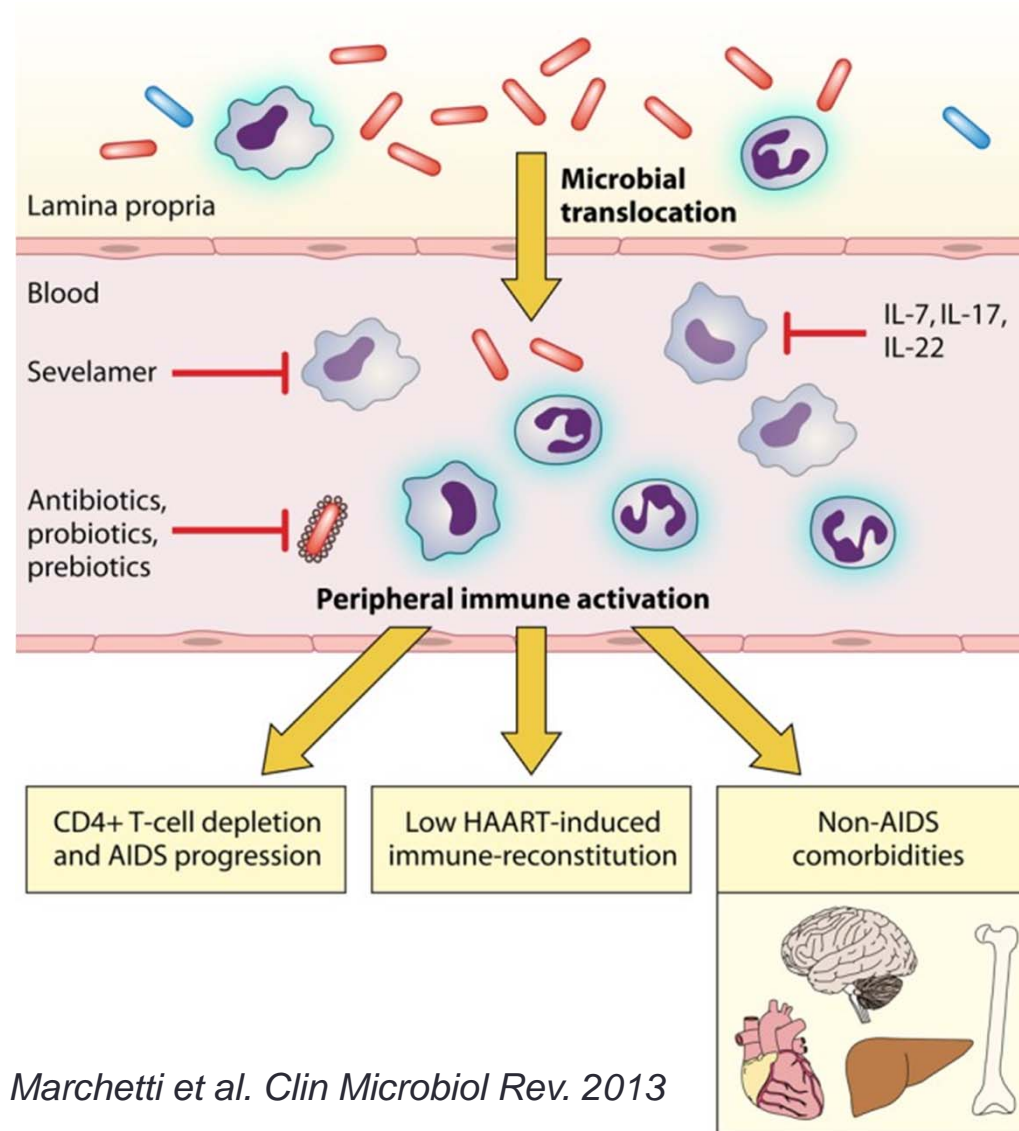 Microbial
translocation
Lamina propria
Blood
IL-7, IL-17,
IL-22
Sevelamer
Antibiotics,
probiotics,
prebiotics
Peripheral immune activation
CD4+ T-cell depletion
and AIDS progression
Low HAART-induced
immune-reconstitution
Non-AIDS
comorbidities
Marchetti et al. Clin Microbiol Rev. 2013